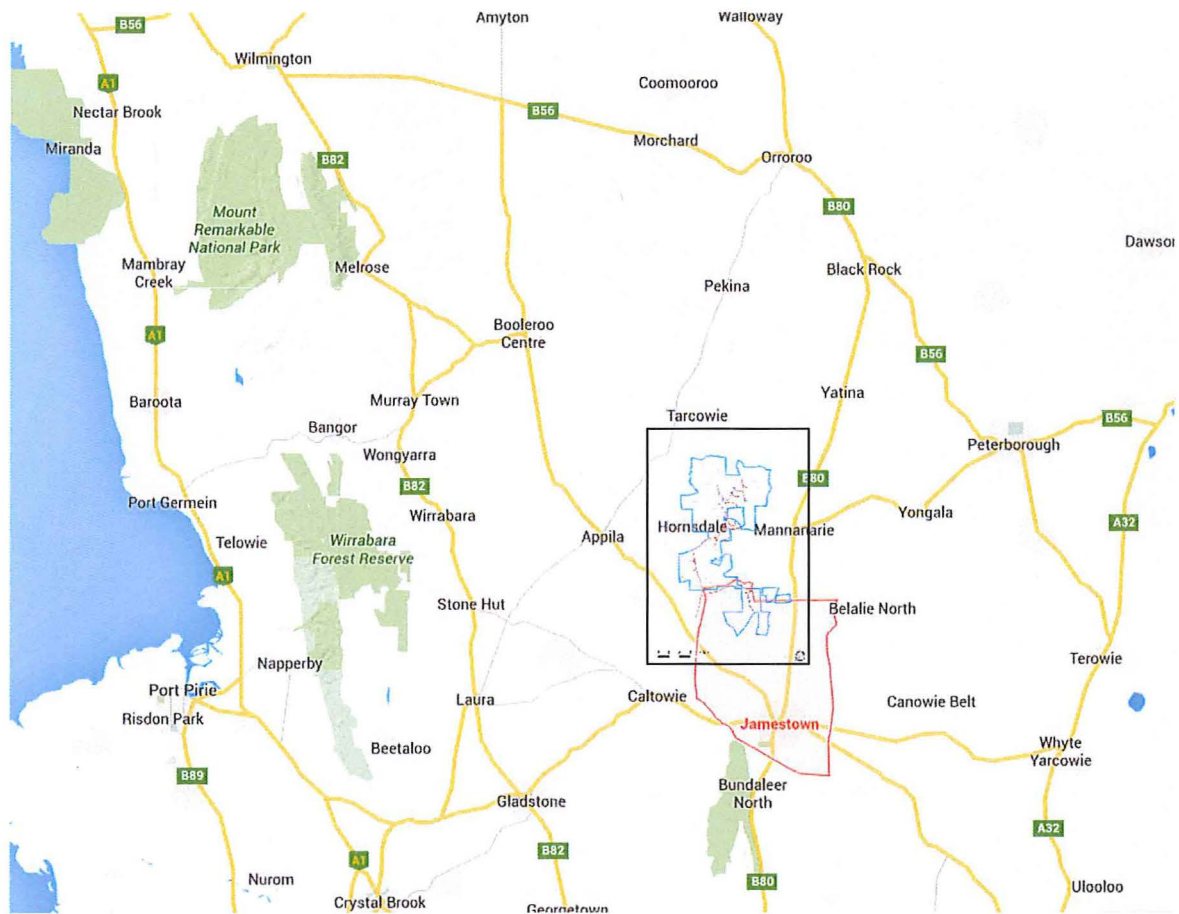 Amyton
Walloway
B56
Wilmington
A1
Coomooroo
Nectar Brook
B56
Morchard
Miranda
B82
Orroroo
B80
Mount
Remarkable
National Park
Dawson
Mambray
Creek
Melrose
Black Rock
Pekina
A1
Booleroo
Centre
B56
Baroota
Murray Town
Yatina
Tarcowie
B56
Bangor
Peterborough
Wongyarra
B82
B80
Port Germein
Wirrabara
Hornsdale
Mannanarie
Yongala
A32
Telowie
Wirrabara
Forest Reserve
Appila
A1
Stone Hut
Belalie North
Napperby
Terowie
Port Pirie
Laura
Caltowie
Canowie Belt
Risdon Park
Jamestown
Beetaloo
Whyte
Yarcowie
B89
Bundaleer
North
Gladstone
A32
B82
A1
Nurom
B80
Ulooloo
Crystal Brook
Georgetown